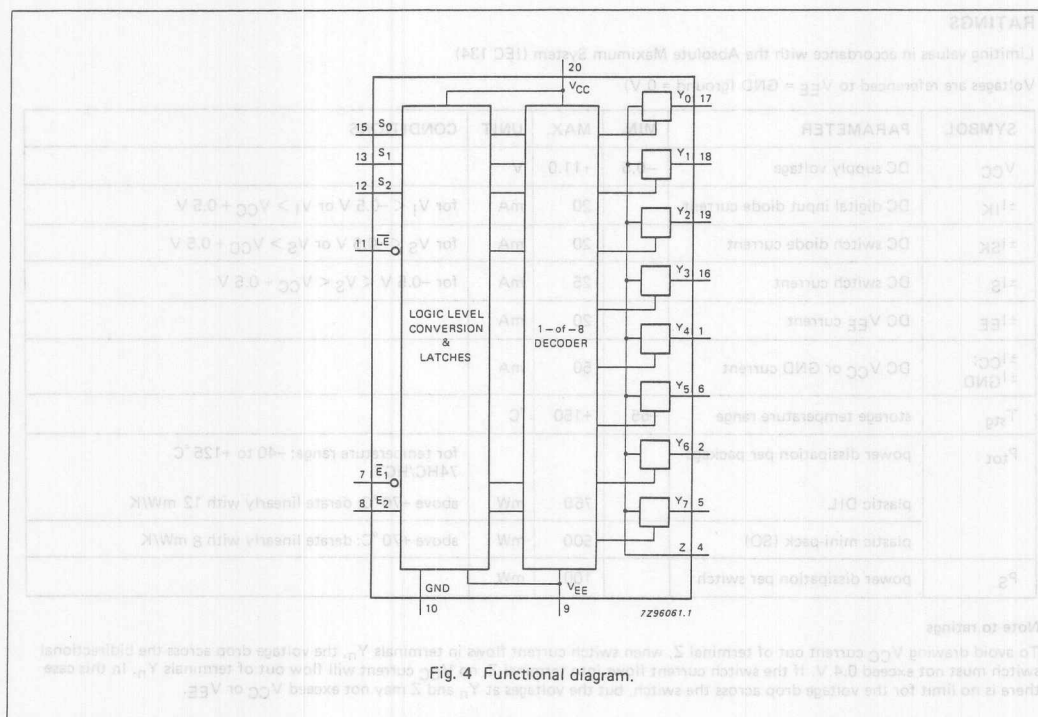 RATINGS
Limiting values in accordance with the Absolute Maximum System (IEC 134)
Voltages are referenced to VEE = GND (ground = 0 V)
SYMBOL PARAMETER MIN. MAX. UNIT CONDITIONS
VCC DC supply voltage –0.5 +11.0 V
±IIK DC digital input diode current 20 mA for VI < –0.5 V or VI > VCC + 0.5 V
±ISK DC switch diode current 20 mA for VS < –0.5 V or VS > VCC + 0.5 V
±IS DC switch current 25 mA for –0.5 V < VS < VCC + 0.5 V
±IEE DC VEE current 20 mA
±ICC; ±IGND DC VCC or GND current 50 mA
Tstg storage temperature range –65 +150 °C
Ptot power dissipation per package for temperature range: –40 to +125 °C
74HC/HCT
plastic DIL 750 mW above +70 °C: derate linearly with 12 mW/K
plastic mini-pack (SO) 500 mW above +70 °C: derate linearly with 8 mW/K
PS power dissipation per switch 100 mW
20
VCC
15 S0
13 S1
12 S2
11 LE
LOGIC LEVEL
CONVERSION
&
LATCHES
1–of–8
DECODER
7 E1
8 E2
Y0 17
Y1 18
Y2 19
Y3 16
Y4 1
Y5 6
Y6 2
Y7 5
Z 4
GND
10
VEE
9
7Z96061.1
Note to ratings
To avoid drawing VCC current out of terminal Z, when switch current flows in terminals Yn, the voltage drop across the bidirectional
switch must not exceed 0.4 V. If the switch current flows into terminal Z, no VCC current will flow out of terminals Yn. In this case
there is no limit for the voltage drop across the switch, but the voltages at Yn and Z may not exceed VCC or VEE.
Fig. 4 Functional diagram.